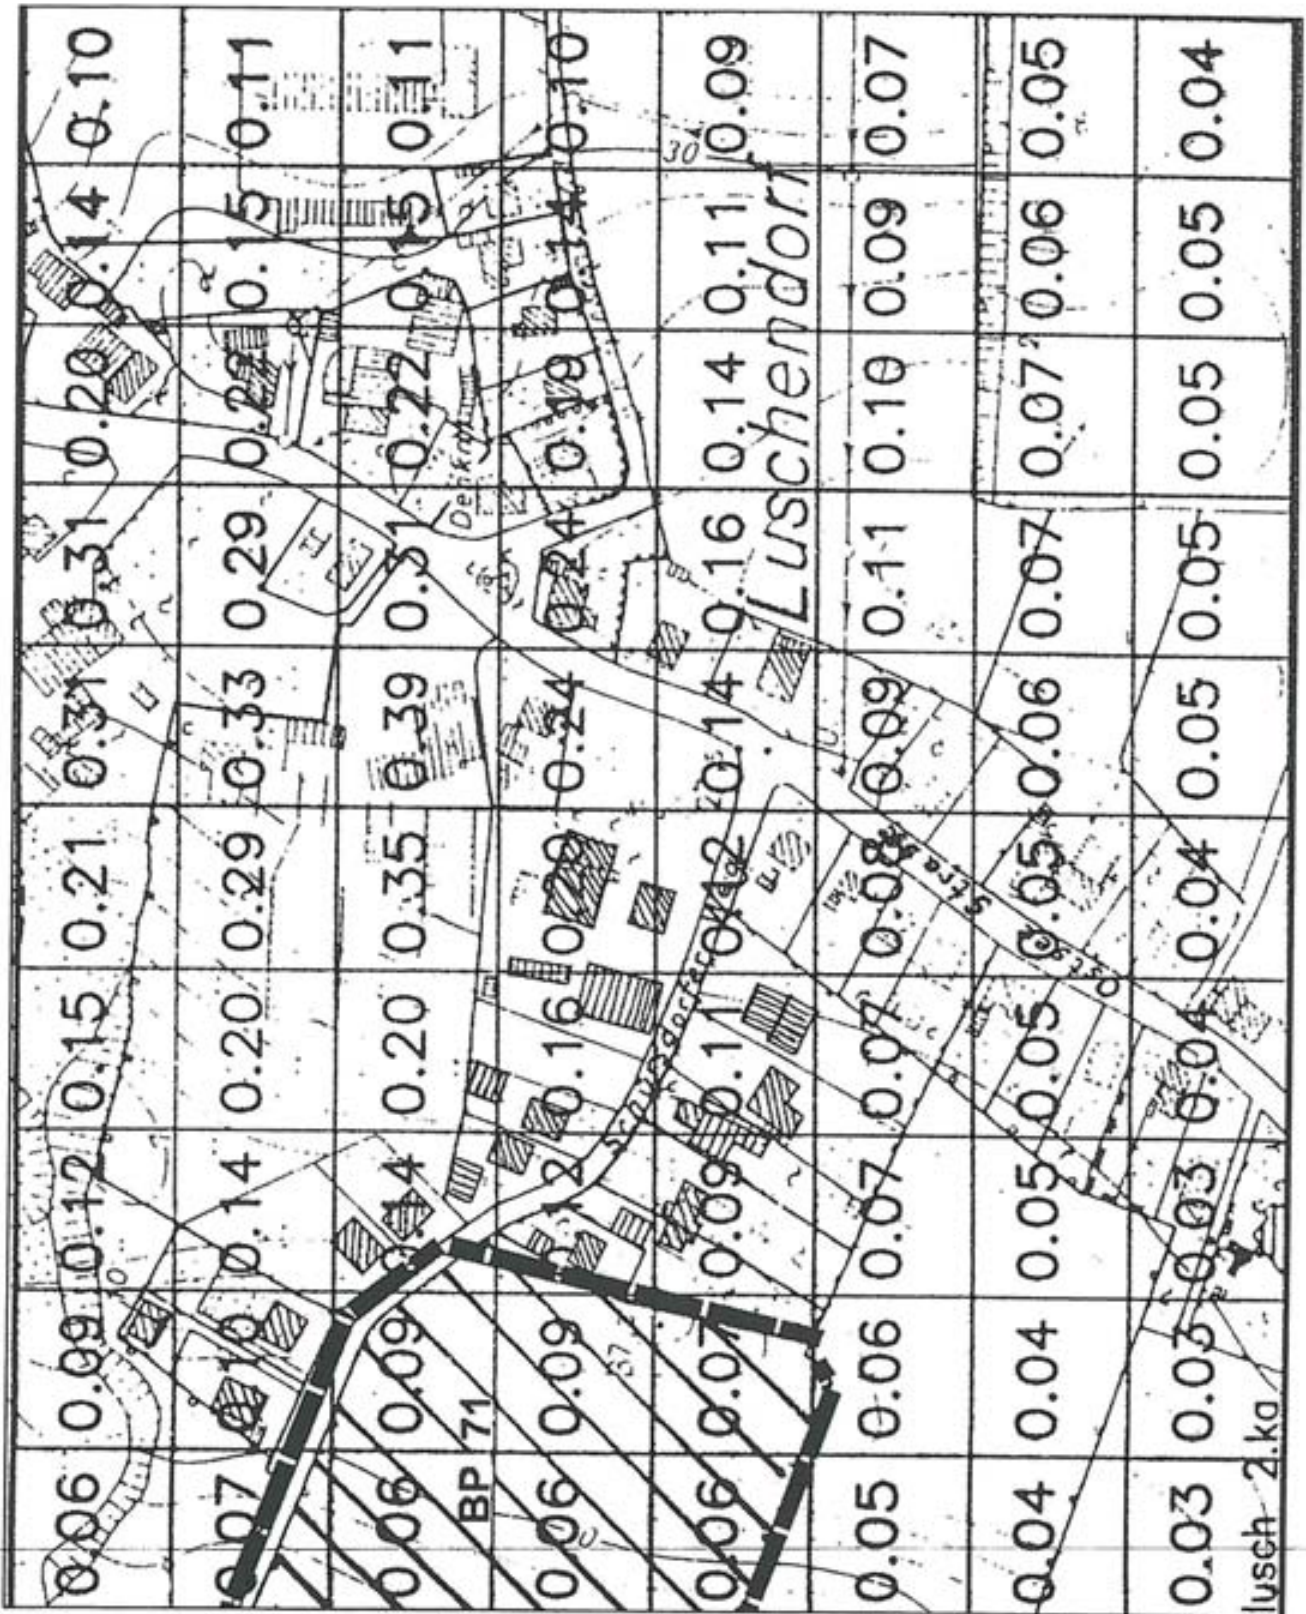 0.06 0.09 0.12 0.15 0.21 0.31 0.31 0.20 0.14 0.10
0.07 0.10 0.14 0.20 0.29 0.33 0.29 0.22 0.15 0.11
0.06 0.09 0.14 0.20 0.35 0.39 0.31 0.22 0.15 0.11
BP 71
Denkm
0.06 0.09 0.12 0.16 0.20 0.24 0.24 0.19 0.14 0.10
Schürsdorfer Weg
30
0.06 0.07 0.09 0.11 0.12 0.14 0.16 0.14 0.11 0.09
Luschendorf
0.05 0.06 0.07 0.07 0.08 0.09 0.11 0.10 0.09 0.07
Ostsee Strasse
0.04 0.04 0.05 0.05 0.05 0.06 0.07 0.07 0.06 0.05
0.03 0.03 0.03 0.04 0.04 0.05 0.05 0.05 0.05 0.04
lusch 2.ka